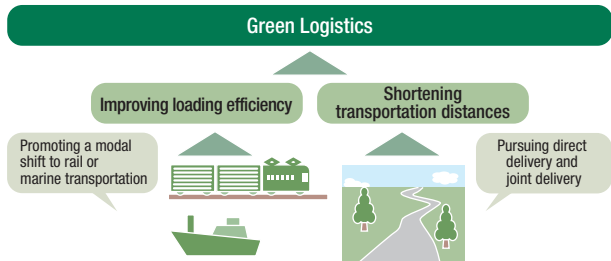 Green Logistics
Improving loading efficiency
Shortening
transportation distances
Promoting a modal
shift to rail or
marine transportation
Pursuing direct
delivery and
joint delivery